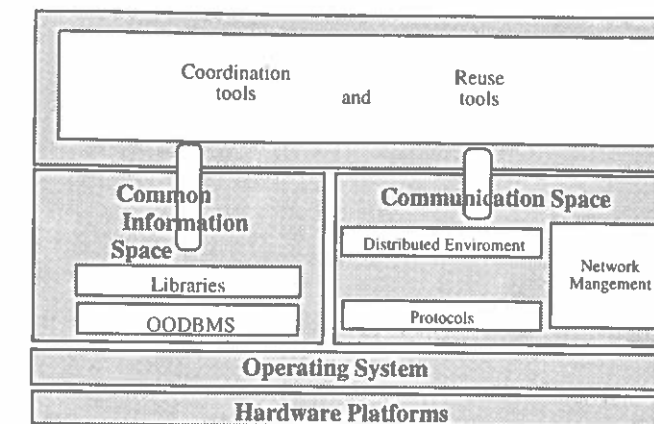 Coordination
tools
and
Reuse
tools
Common
Information
Space
Libraries
OODBMS
Communication Space
Distributed Enviroment
Protocols
Network
Mangement
Operating System
Hardware Platforms